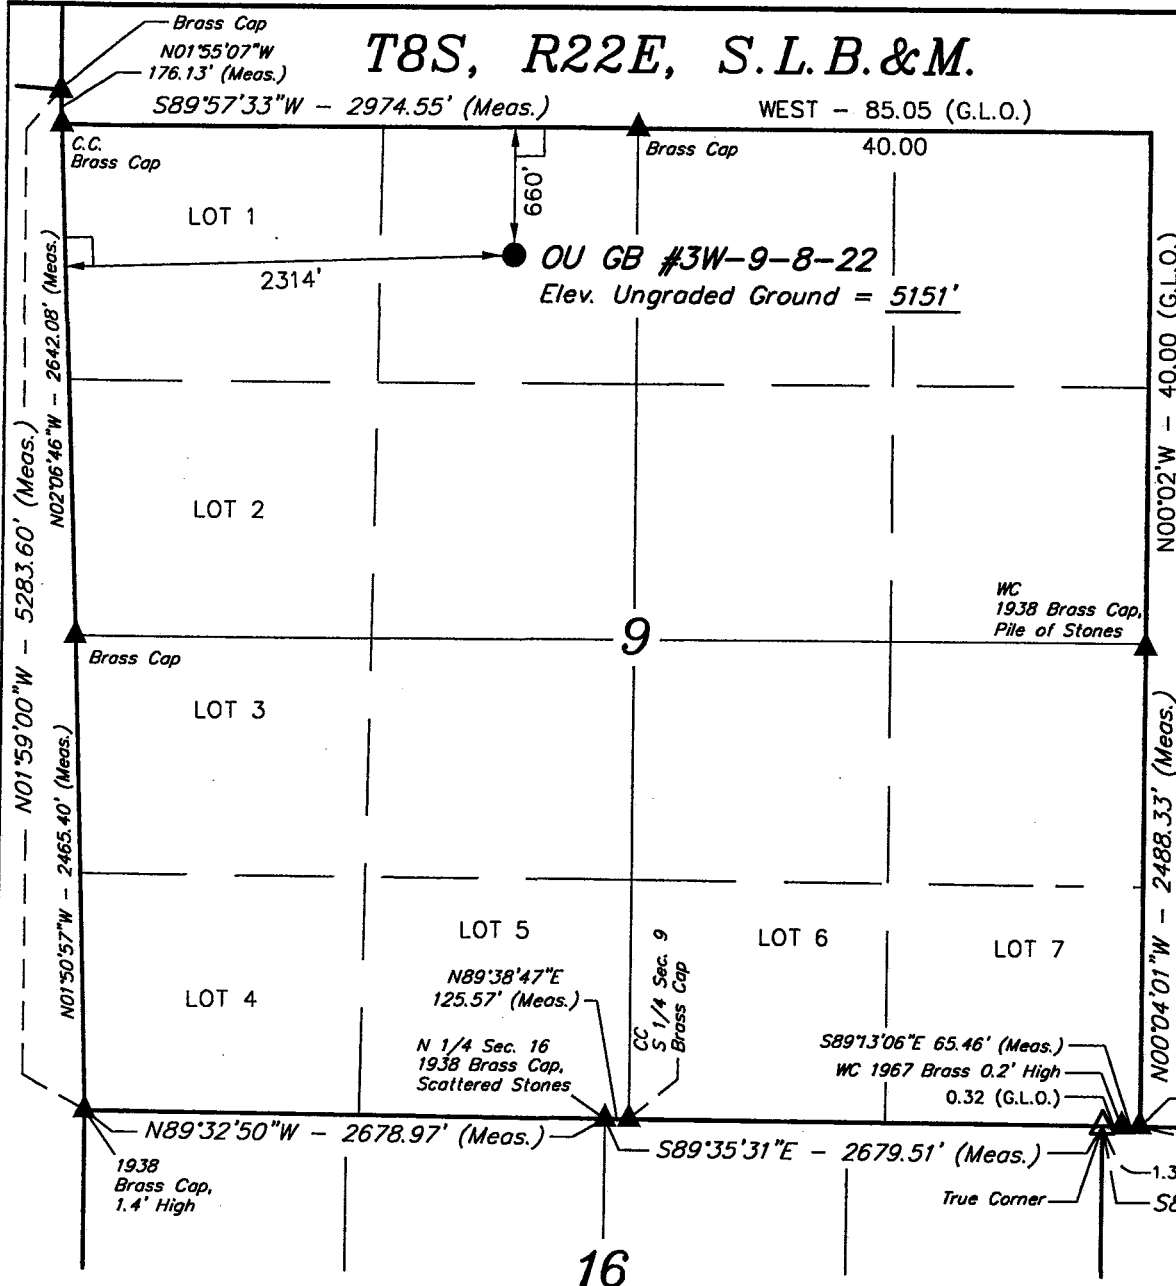 T8S, R22E, S.L.B.&M.
Brass Cap
N01°55'07"W
176.13' (Meas.)
S89°57'33"W - 2974.55' (Meas.)
WEST - 85.05 (G.L.O.)
C.C.
Brass Cap
Brass Cap
40.00
660'
LOT 1
2314'
OU GB #3W-9-8-22
Elev. Ungraded Ground = 5151'
N02°06'46"W - 2642.08' (Meas.)
N00°02'W - 40.00 (G.L.O.)
LOT 2
N01°59'00"W - 5283.60' (Meas.)
WC
1938 Brass Cap,
Pile of Stones
9
Brass Cap
LOT 3
N01°50'57"W - 2465.40' (Meas.)
N00°04'01"W - 2488.33' (Meas.)
LOT 5
LOT 6
LOT 7
LOT 4
N89°38'47"E
125.57' (Meas.)
CC
S 1/4 Sec. 9
Brass Cap
N 1/4 Sec. 16
1938 Brass Cap,
Scattered Stones
S89°13'06"E 65.46' (Meas.)
WC 1967 Brass 0.2' High
0.32 (G.L.O.)
N89°32'50"W - 2678.97' (Meas.)
S89°35'31"E - 2679.51' (Meas.)
1938
Brass Cap,
1.4' High
True Corner
1.3
S8
16